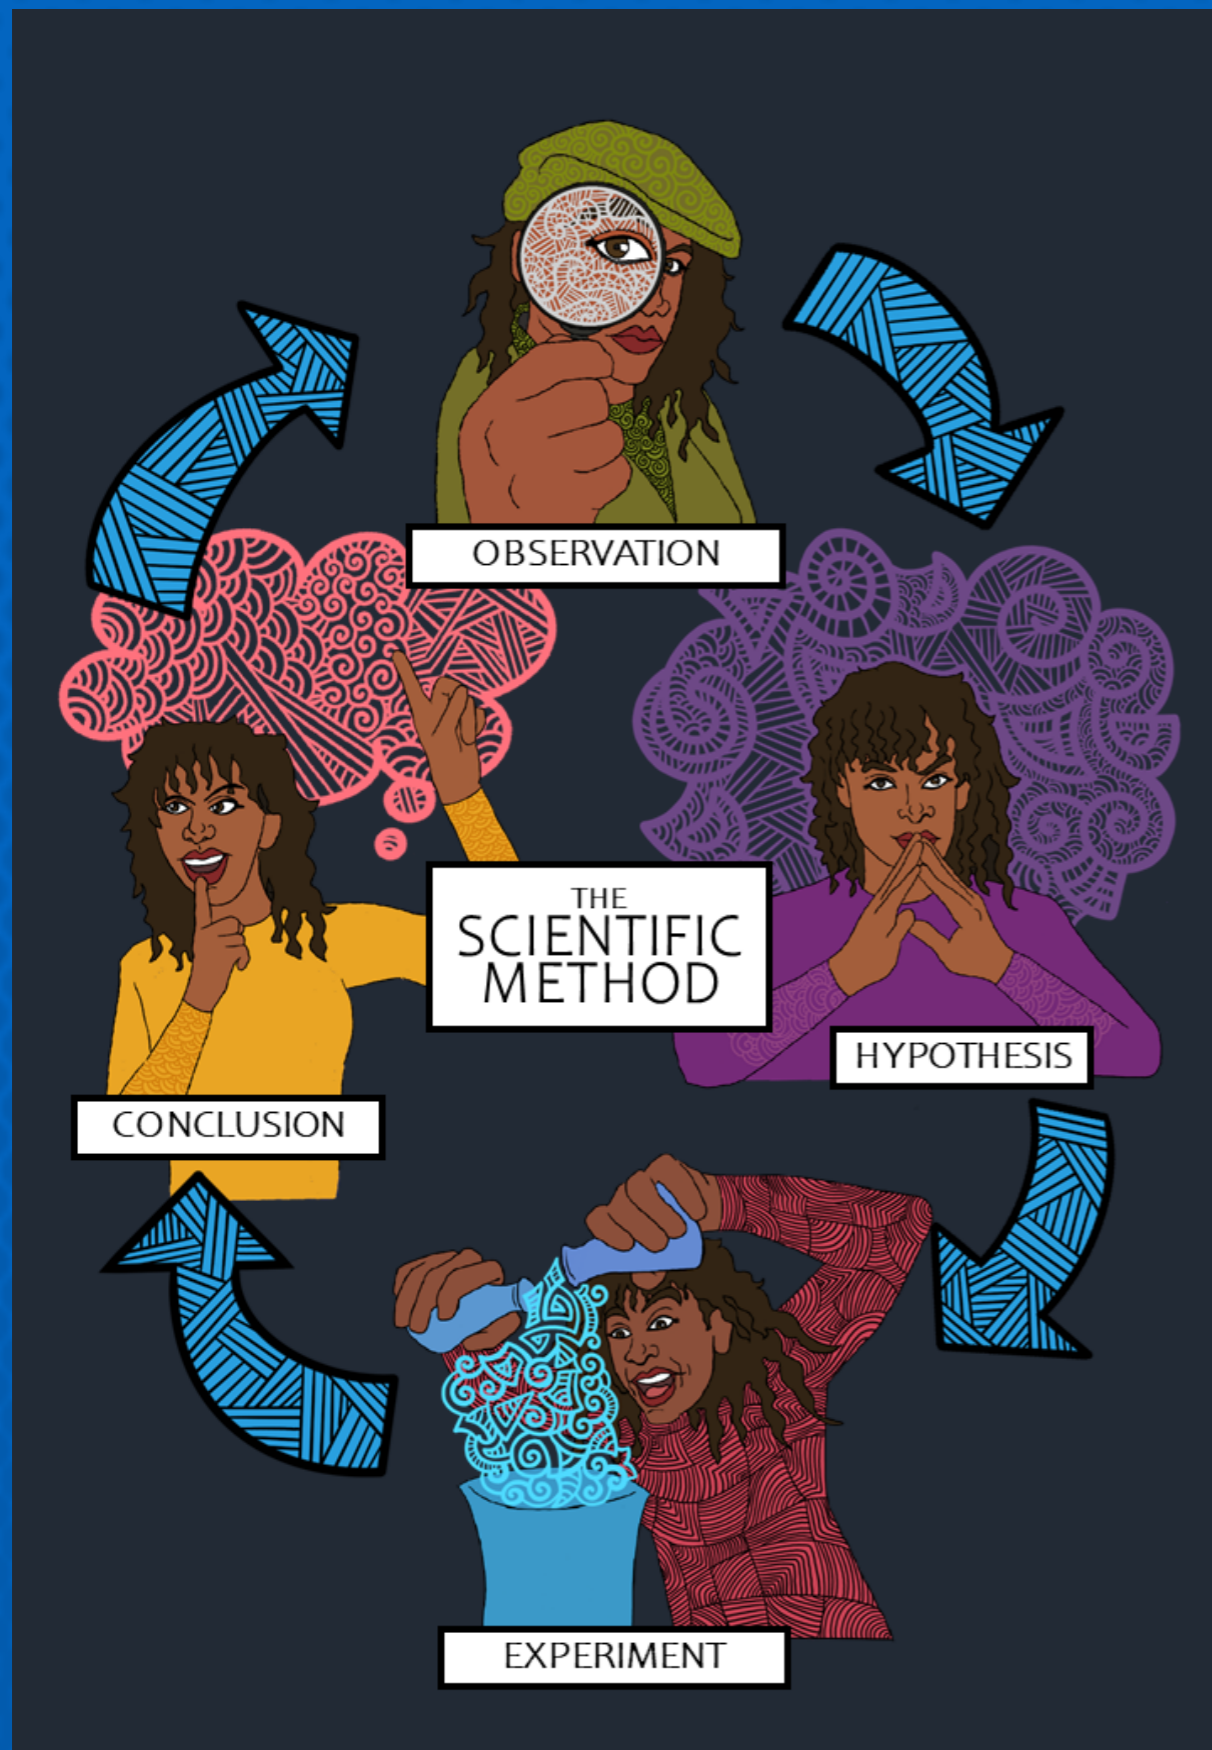 OBSERVATION
THE
SCIENTIFIC
METHOD
HYPOTHESIS
CONCLUSION
EXPERIMENT